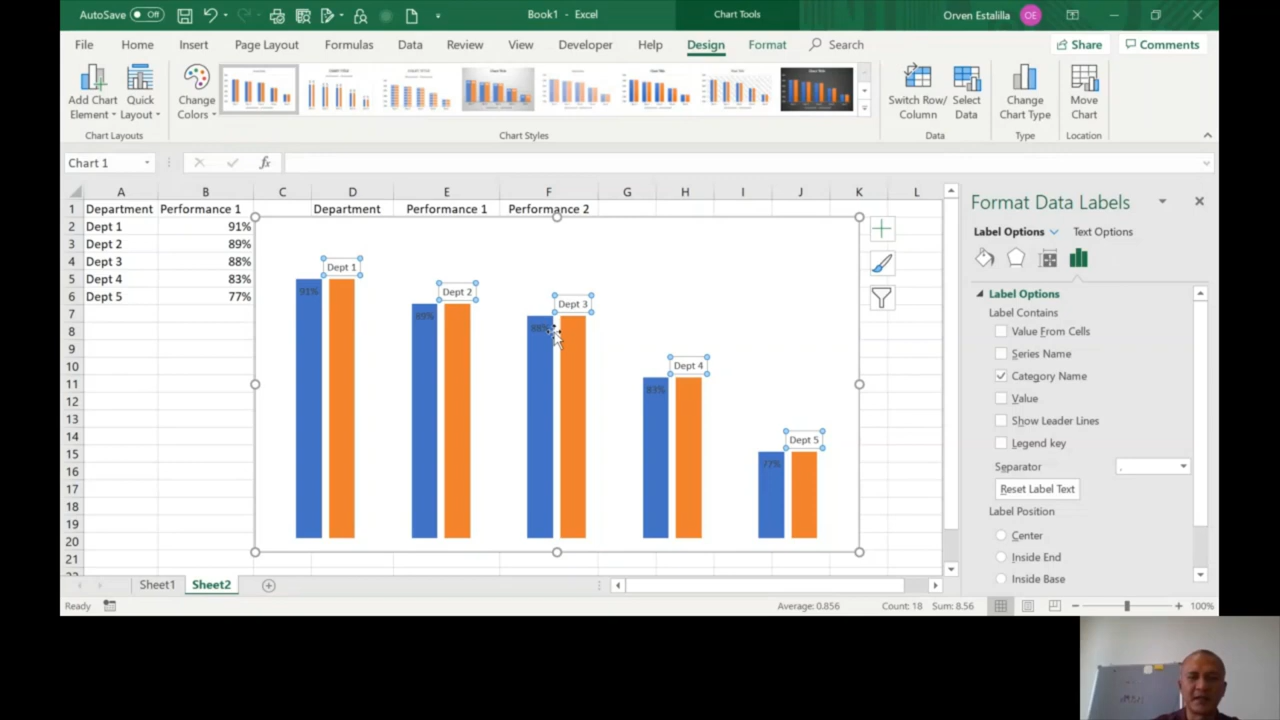 AutoSave Off Book1 - Excel Chart Tools Orven Estalilla OE
File Home Insert Page Layout Formulas Data Review View Developer Help Design Format Search Share Comments
Add Chart Element Quick Layout Change Colors Switch Row/ Column Select Data Change Chart Type Move Chart
Chart Layouts Chart Styles Data Type Location
Chart 1 fx
A B C D E F G H I J K L
1 Department Performance 1 Department Performance 1 Performance 2
2 Dept 1 91%
3 Dept 2 89%
4 Dept 3 88%
5 Dept 4 83%
6 Dept 5 77%
7
8
9
10
11
12
13
14
15
16
17
18
19
20
21
Dept 1
91%
Dept 2
89%
Dept 3
88%
Dept 4
83%
Dept 5
77%
Format Data Labels
Label Options Text Options
Label Options
Label Contains
Value From Cells
Series Name
Category Name
Value
Show Leader Lines
Legend key
Separator ,
Reset Label Text
Label Position
Center
Inside End
Inside Base
Sheet1 Sheet2
Ready Average: 0.856 Count: 18 Sum: 8.56 100%